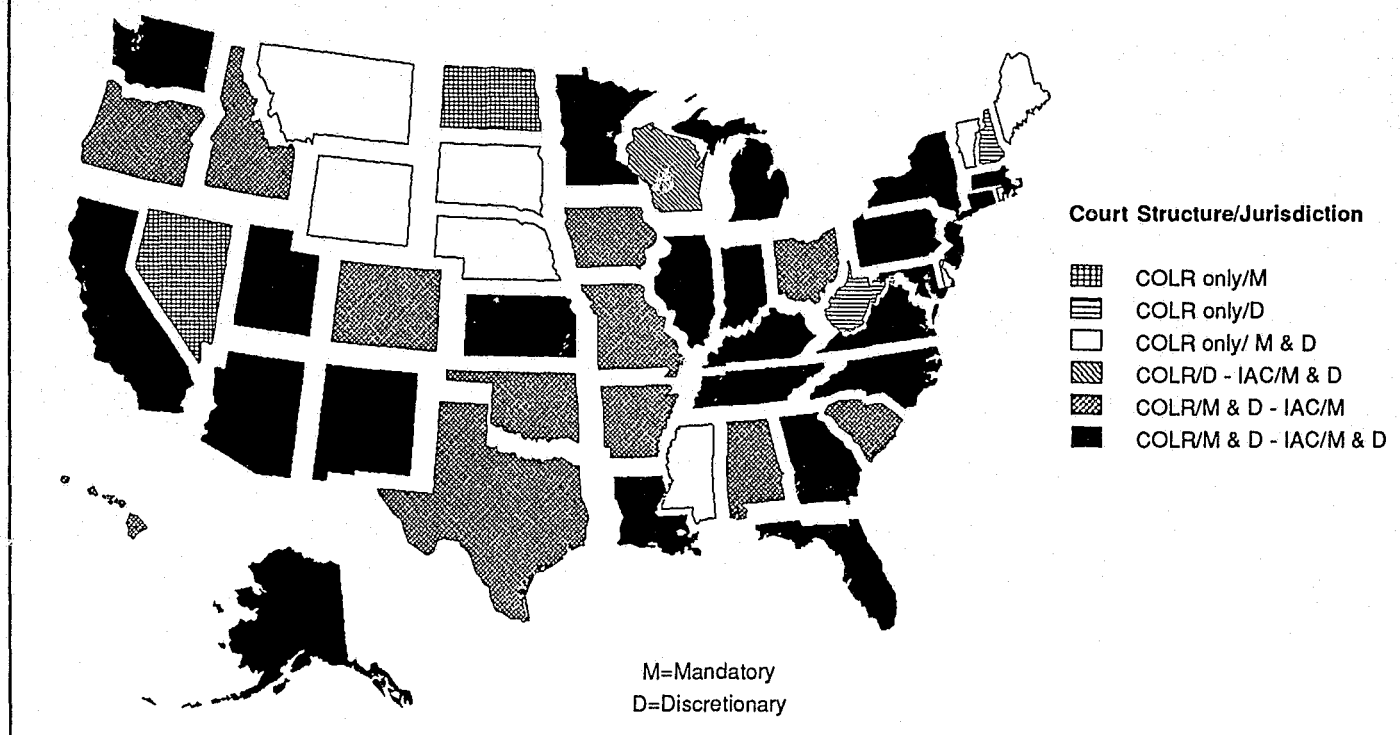 Court Structure/Jurisdiction
COLR only/M
COLR only/D
COLR only/ M & D
COLR/D - IAC/M & D
COLR/M & D - IAC/M
COLR/M & D - IAC/M & D
M=Mandatory
D=Discretionary